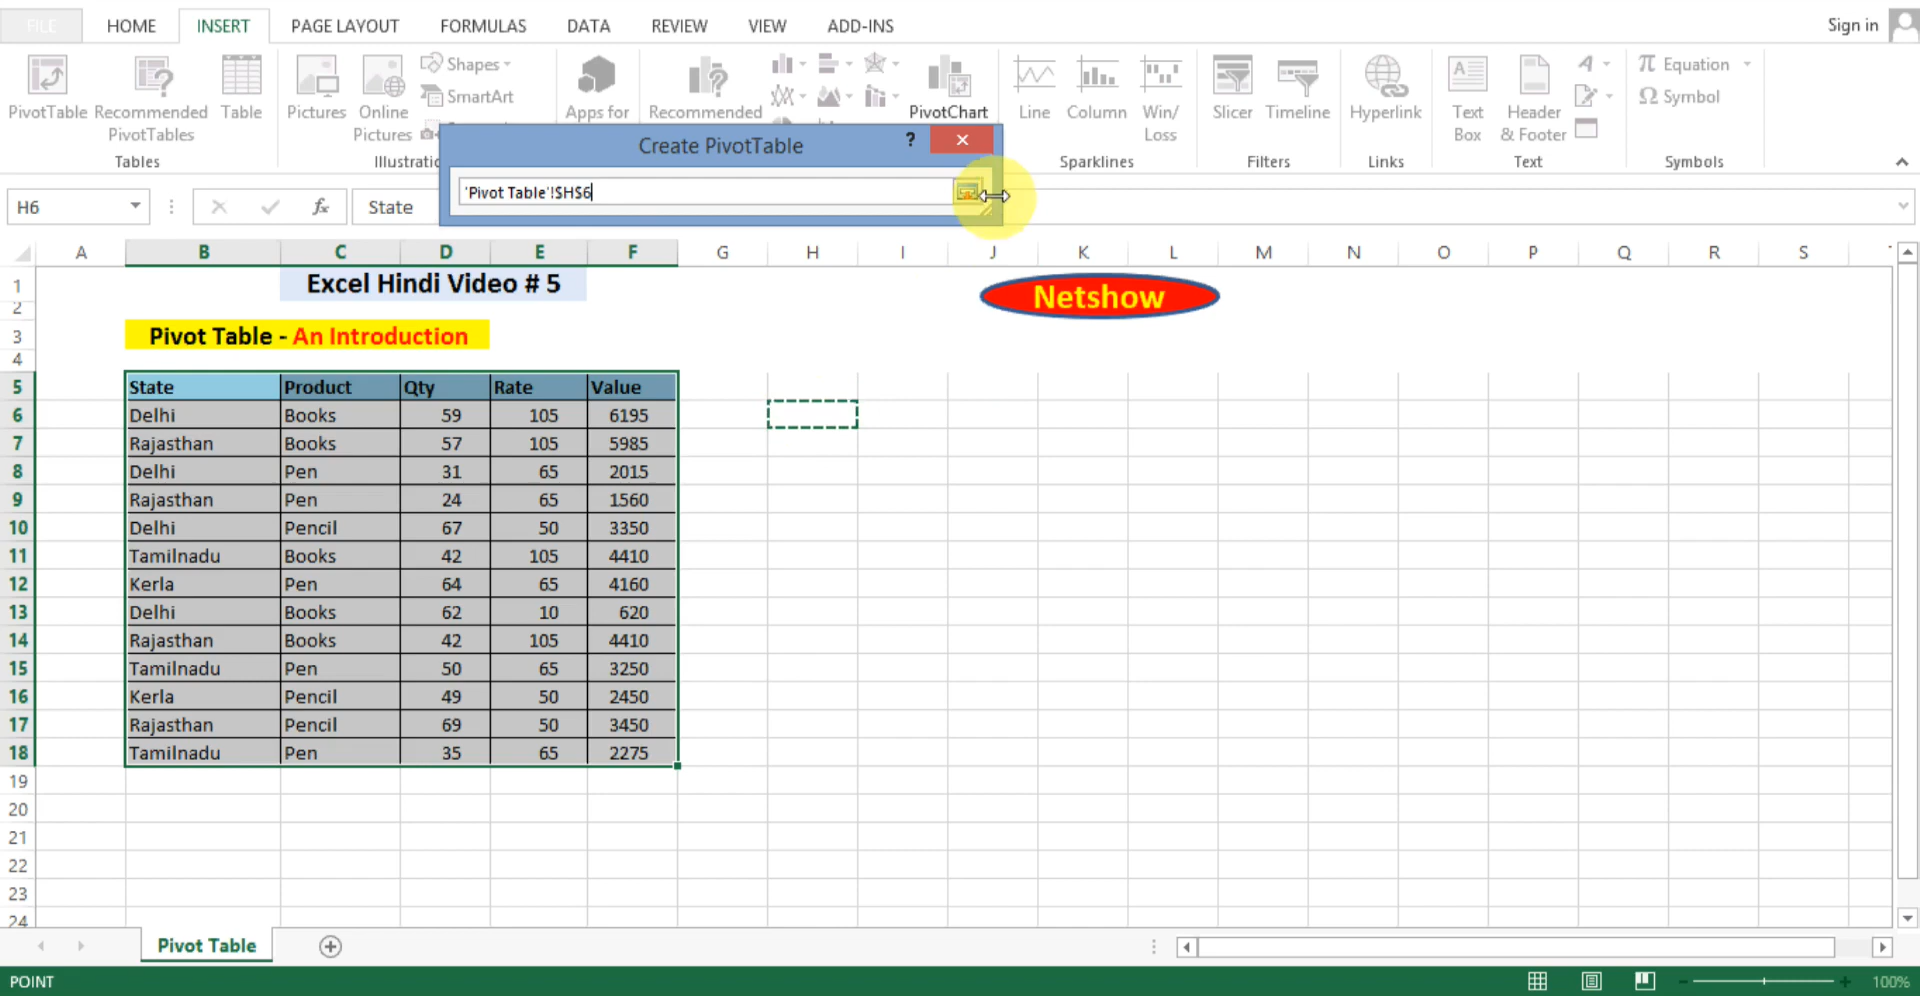 FILE HOME INSERT PAGE LAYOUT FORMULAS DATA REVIEW VIEW ADD-INS Sign in
PivotTable Recommended PivotTables Table
Tables
Pictures Online Pictures Shapes SmartArt
Apps for
Recommended
PivotChart
Line Column Win/ Loss
Sparklines
Slicer Timeline
Filters
Hyperlink
Links
Text Box Header & Footer
Text
π Equation
Ω Symbol
Symbols
Create PivotTable ?
'Pivot Table'!$H$6
H6 fx State
A B C D E F G H I J K L M N O P Q R S
1 Excel Hindi Video # 5 Netshow
2
3 Pivot Table - An Introduction
4
5 State Product Qty Rate Value
6 Delhi Books 59 105 6195
7 Rajasthan Books 57 105 5985
8 Delhi Pen 31 65 2015
9 Rajasthan Pen 24 65 1560
10 Delhi Pencil 67 50 3350
11 Tamilnadu Books 42 105 4410
12 Kerla Pen 64 65 4160
13 Delhi Books 62 10 620
14 Rajasthan Books 42 105 4410
15 Tamilnadu Pen 50 65 3250
16 Kerla Pencil 49 50 2450
17 Rajasthan Pencil 69 50 3450
18 Tamilnadu Pen 35 65 2275
19
20
21
22
23
24
Pivot Table
POINT 100%